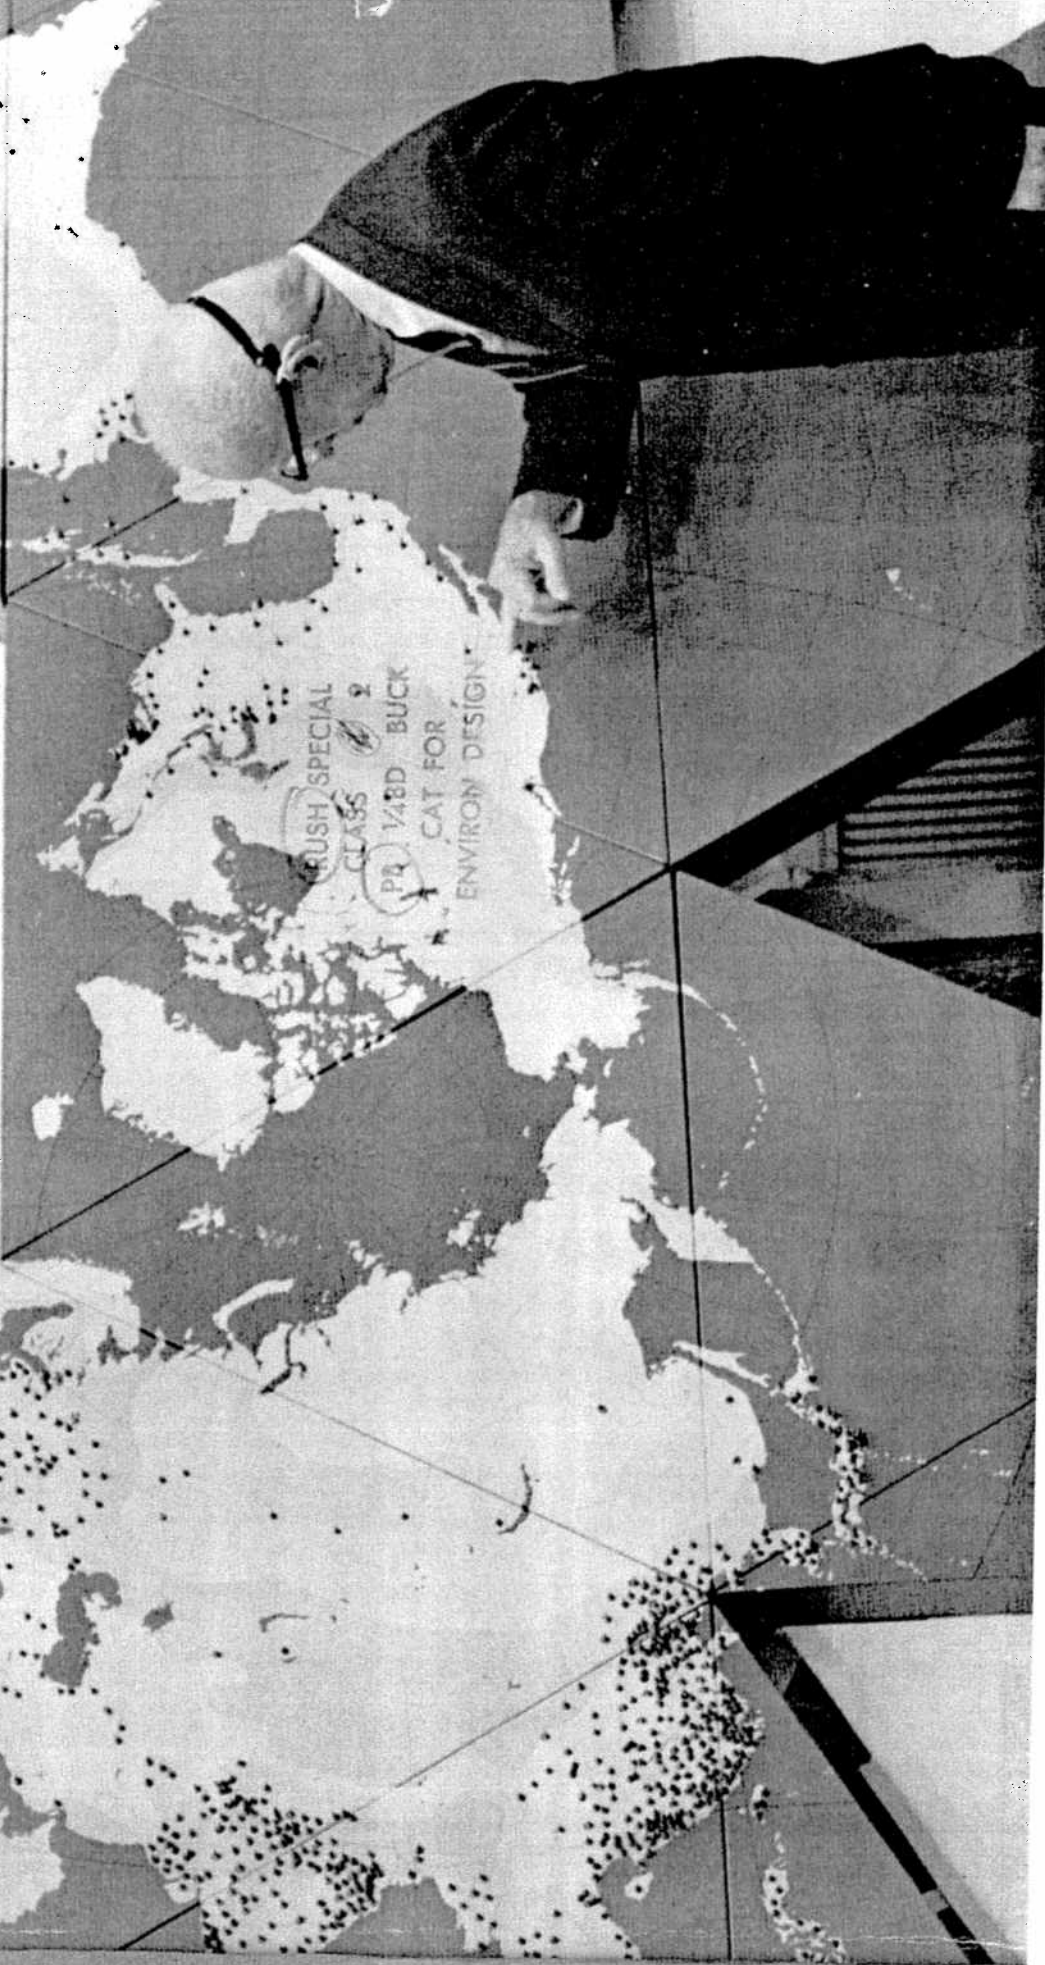 RUSH SPECIAL
CLASS 2
PB 1/48D BUCK
CAT FOR
ENVIRON DESIGN